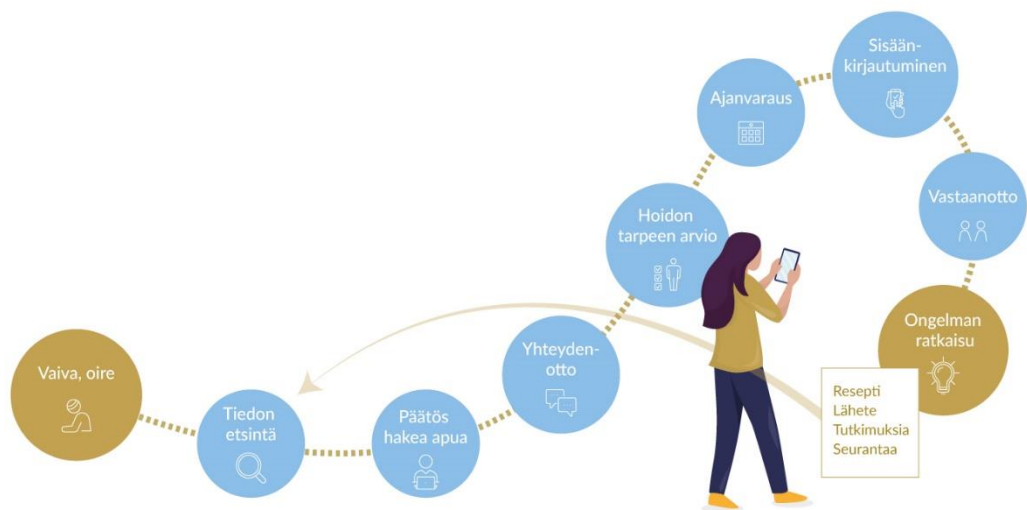 Vaiva, oire
Tiedon
etsintä
Päätös
hakea apua
Yhteyden-
otto
Hoidon
tarpeen arvio
Ajanvaraus
Sisään-
kirjautuminen
Vastaanotto
Ongelman
ratkaisu
Resepti
Lähete
Tutkimuksia
Seurantaa